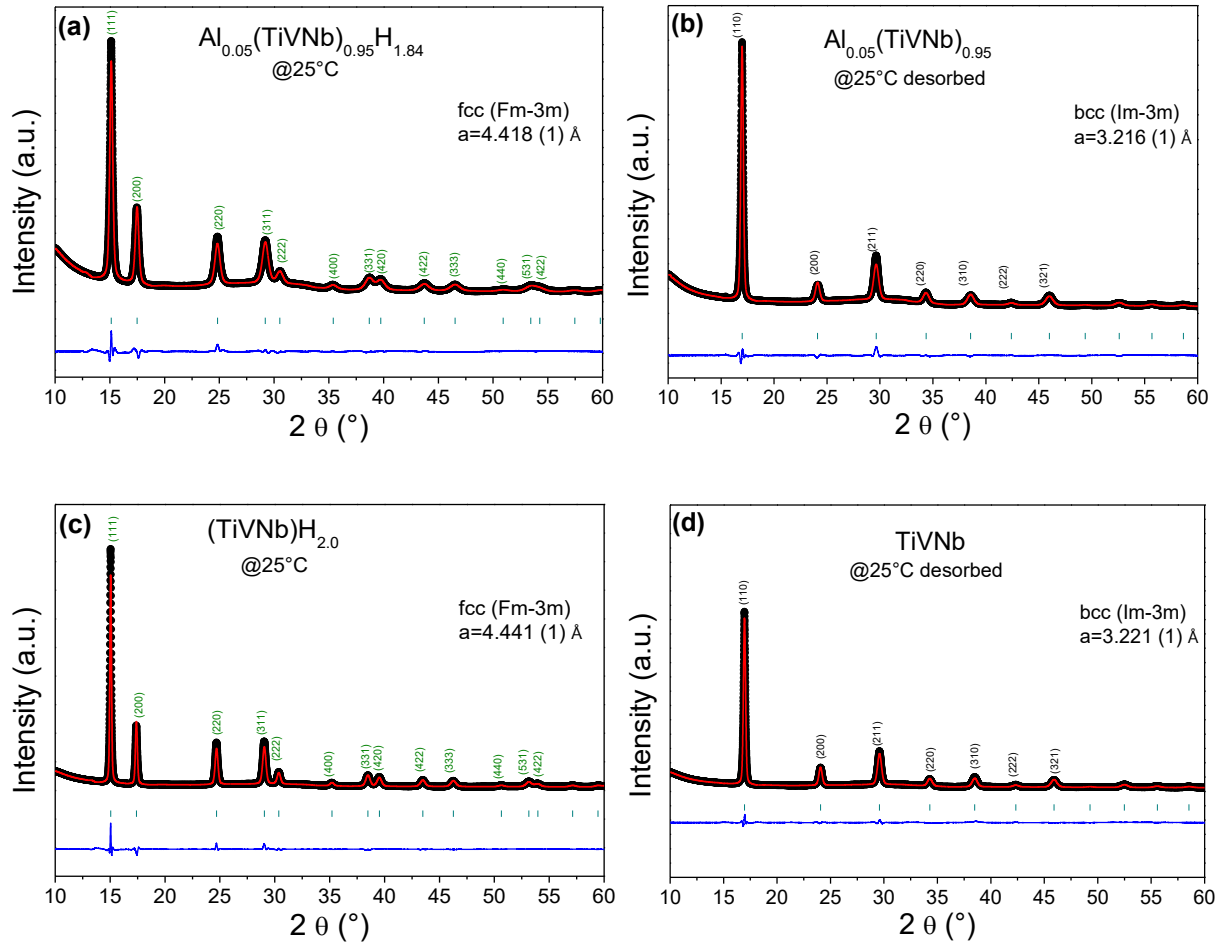 (a)
Al0.05(TiVNb)0.95H1.84
@25°C
fcc (Fm-3m)
a=4.418 (1) Å
(111)
(200)
(220)
(311)
(222)
(400)
(331)
(420)
(422)
(333)
(440)
(531)
(422)
Intensity (a.u.)
10 15 20 25 30 35 40 45 50 55 60
2 θ (°)
(b)
Al0.05(TiVNb)0.95
@25°C desorbed
bcc (Im-3m)
a=3.216 (1) Å
(110)
(200)
(211)
(220)
(310)
(222)
(321)
Intensity (a.u.)
10 15 20 25 30 35 40 45 50 55 60
2 θ (°)
(c)
(TiVNb)H2.0
@25°C
fcc (Fm-3m)
a=4.441 (1) Å
(111)
(200)
(220)
(311)
(222)
(400)
(331)
(420)
(422)
(333)
(440)
(531)
(422)
Intensity (a.u.)
10 15 20 25 30 35 40 45 50 55 60
2 θ (°)
(d)
TiVNb
@25°C desorbed
bcc (Im-3m)
a=3.221 (1) Å
(110)
(200)
(211)
(220)
(310)
(222)
(321)
Intensity (a.u.)
10 15 20 25 30 35 40 45 50 55 60
2 θ (°)